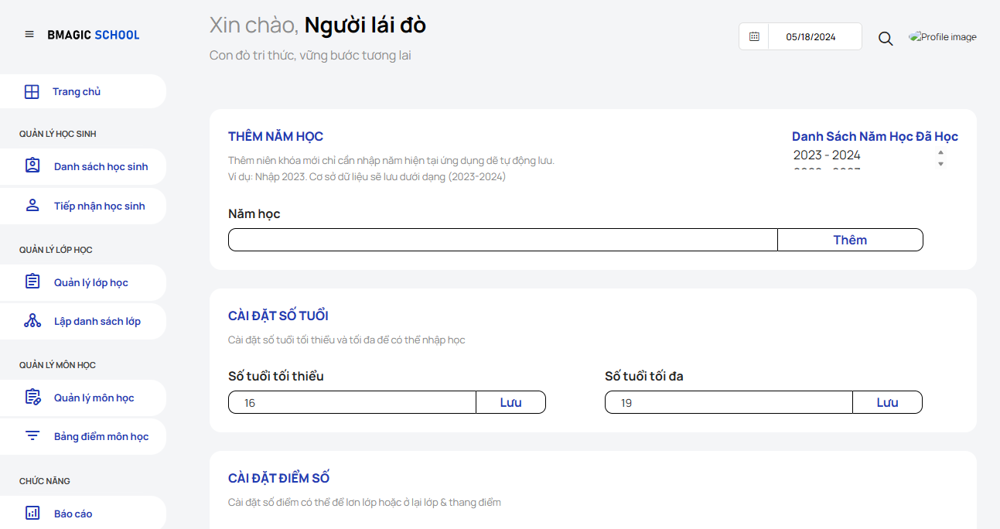 BMAGIC SCHOOL
Trang chủ
QUẢN LÝ HỌC SINH
Danh sách học sinh
Tiếp nhận học sinh
QUẢN LÝ LỚP HỌC
Quản lý lớp học
Lập danh sách lớp
QUẢN LÝ MÔN HỌC
Quản lý môn học
Bảng điểm môn học
CHỨC NĂNG
Báo cáo
Xin chào, Người lái đò
Con đò tri thức, vững bước tương lai
05/18/2024
Profile image
THÊM NĂM HỌC
Thêm niên khóa mới chỉ cần nhập năm hiện tại ứng dụng dẽ tự động lưu.
Ví dụ: Nhập 2023. Cơ sở dữ liệu sẽ lưu dưới dạng (2023-2024)
Danh Sách Năm Học Đã Học
2023 - 2024
Năm học
Thêm
CÀI ĐẶT SỐ TUỔI
Cài đặt số tuổi tối thiểu và tối đa để có thể nhập học
Số tuổi tối thiểu
16 Lưu
Số tuổi tối đa
19 Lưu
CÀI ĐẶT ĐIỂM SỐ
Cài đặt số điểm có thể để lơn lớp hoặc ở lại lớp & thang điểm